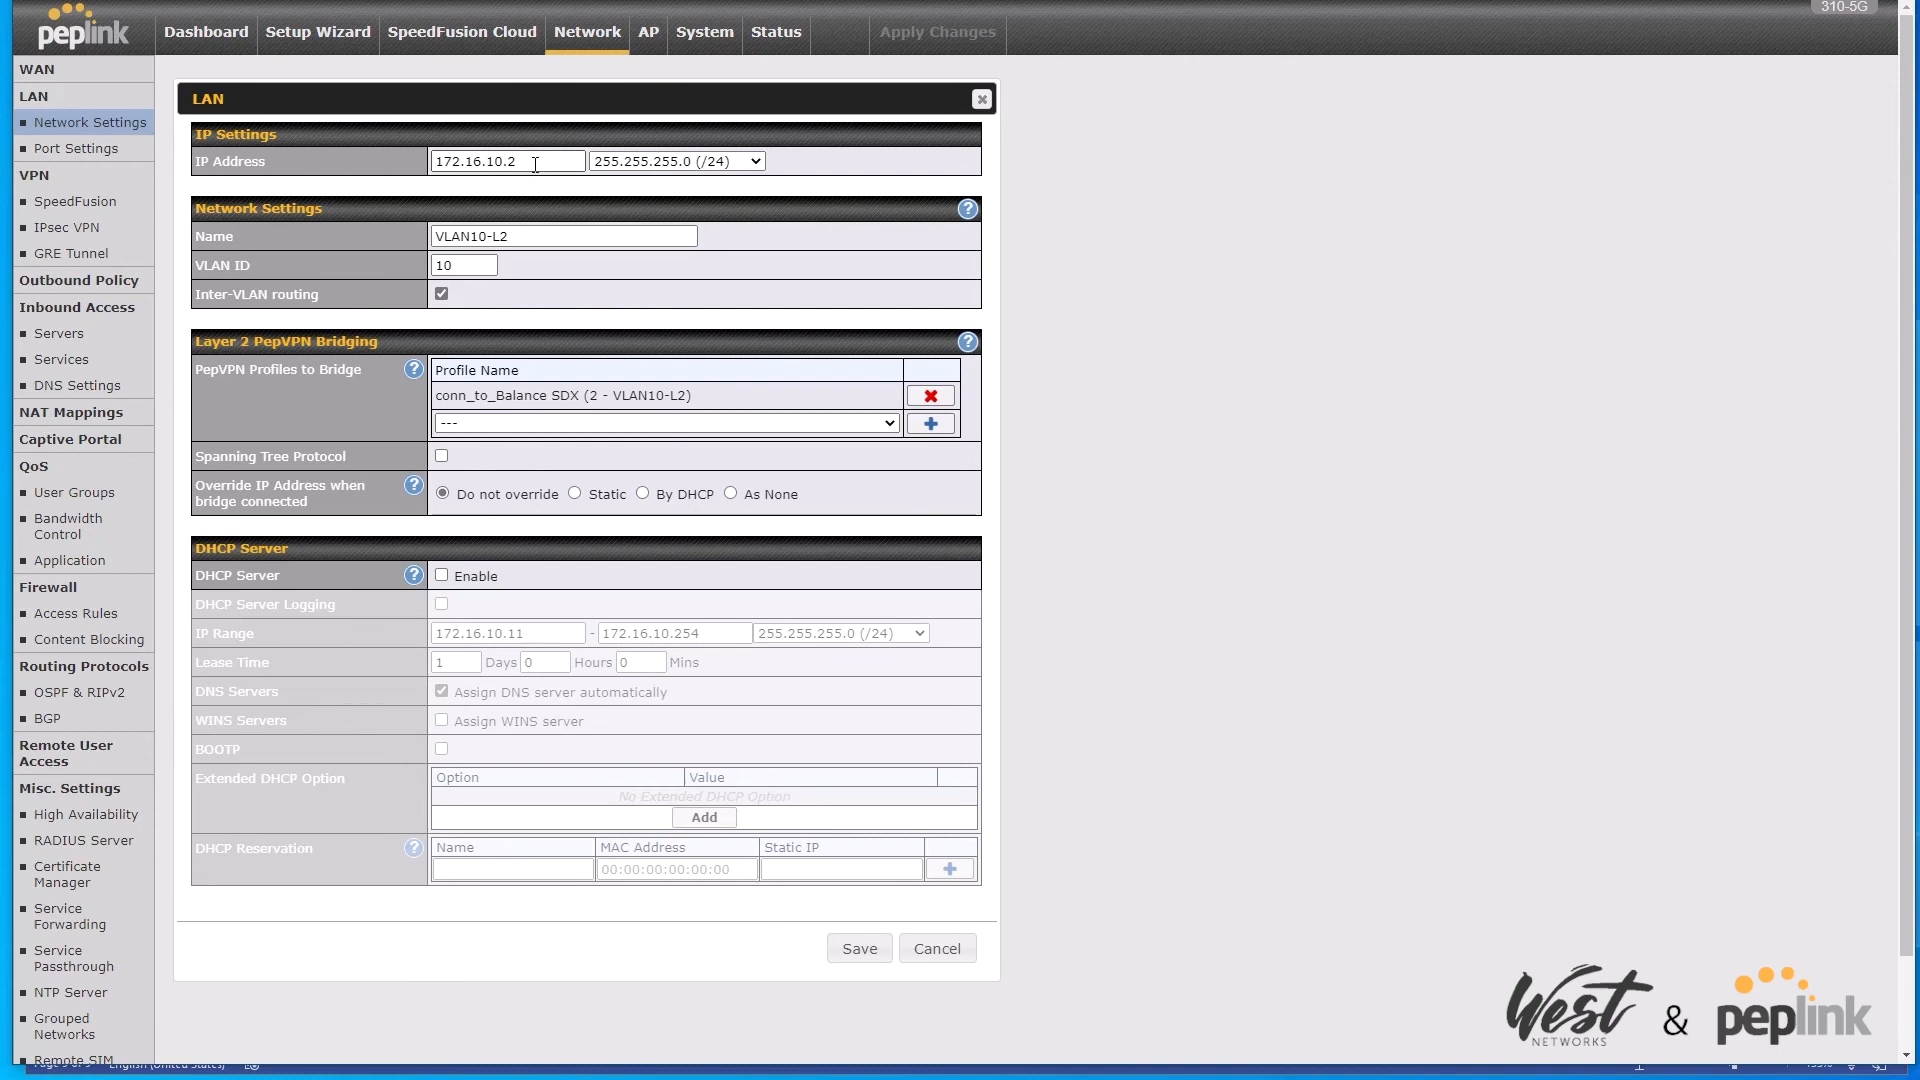 310-5G
peplink
Dashboard
Setup Wizard
SpeedFusion Cloud
Network
AP
System
Status
Apply Changes
WAN
LAN
Network Settings
Port Settings
VPN
SpeedFusion
IPsec VPN
GRE Tunnel
Outbound Policy
Inbound Access
Servers
Services
DNS Settings
NAT Mappings
Captive Portal
QoS
User Groups
Bandwidth
Control
Application
Firewall
Access Rules
Content Blocking
Routing Protocols
OSPF & RIPv2
BGP
Remote User
Access
Misc. Settings
High Availability
RADIUS Server
Certificate
Manager
Service
Forwarding
Service
Passthrough
NTP Server
Grouped
Networks
Remote SIM
LAN
IP Settings
IP Address 172.16.10.2 255.255.255.0 (/24)
Network Settings ?
Name VLAN10-L2
VLAN ID 10
Inter-VLAN routing
Layer 2 PepVPN Bridging ?
PepVPN Profiles to Bridge ? Profile Name
conn_to_Balance SDX (2 - VLAN10-L2)
---
Spanning Tree Protocol
Override IP Address when
bridge connected ? Do not override Static By DHCP As None
DHCP Server
DHCP Server ? Enable
DHCP Server Logging
IP Range 172.16.10.11 - 172.16.10.254 255.255.255.0 (/24)
Lease Time 1 Days 0 Hours 0 Mins
DNS Servers Assign DNS server automatically
WINS Servers Assign WINS server
BOOTP
Extended DHCP Option Option Value
No Extended DHCP Option
Add
DHCP Reservation ? Name MAC Address Static IP
00:00:00:00:00:00
Save Cancel
West
NETWORKS
&
peplink
English (United States)